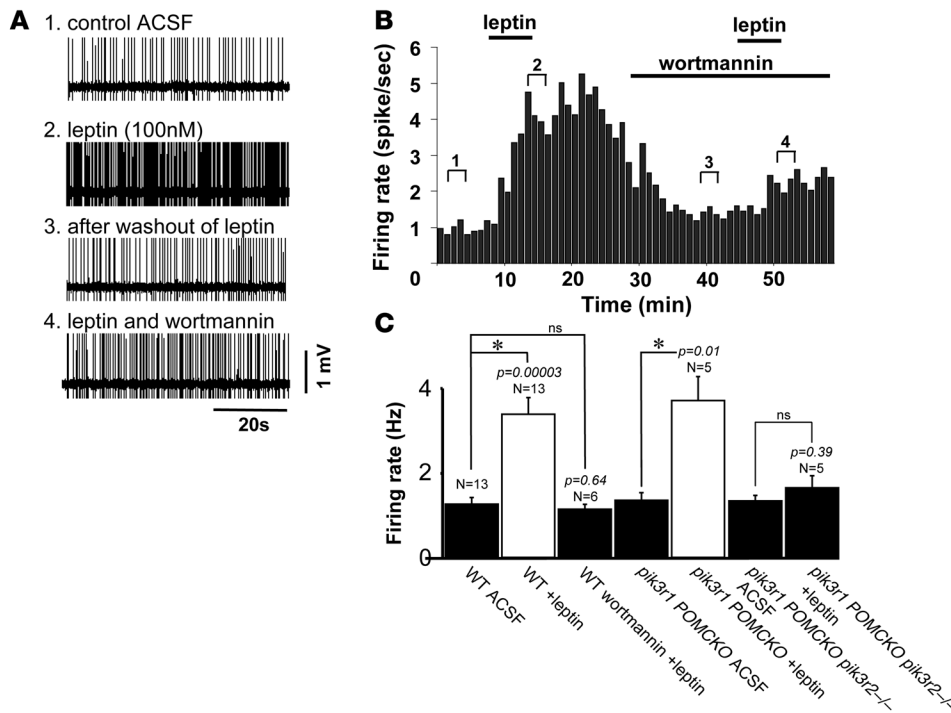 A
1. control ACSF
2. leptin (100nM)
3. after washout of leptin
4. leptin and wortmannin
1 mV
20s
B
leptin
leptin
wortmannin
Firing rate (spike/sec)
6
5
4
3
2
1
0
1
2
3
4
10
20
30
40
50
Time (min)
C
Firing rate (Hz)
4
2
0
ns
*
p=0.00003
N=13
N=13
p=0.64
N=6
*
p=0.01
N=5
ns
p=0.39
N=5
WT ACSF
WT +leptin
WT wortmannin +leptin
pik3r1 POMCKO ACSF
pik3r1 POMCKO +leptin
pik3r1 POMCKO pik3r2–/–
ACSF
pik3r1 POMCKO pik3r2–/–
+leptin